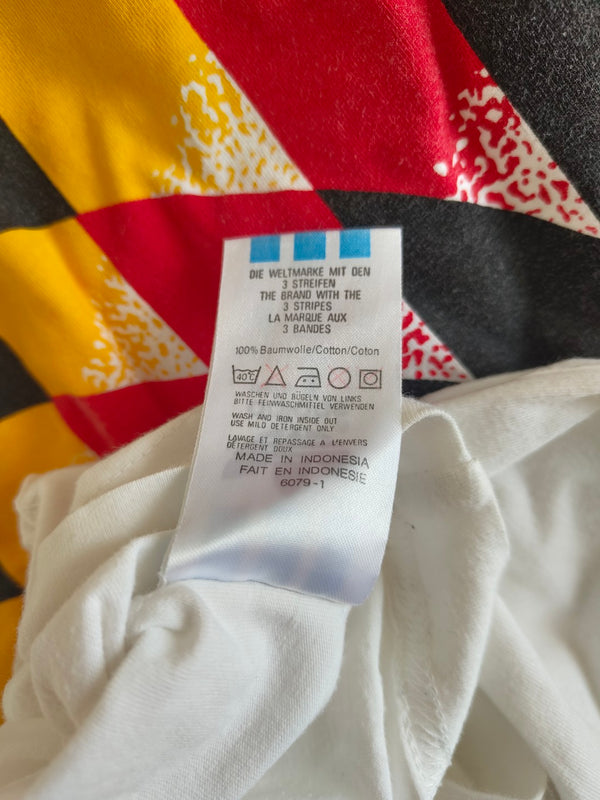 DIE WELTMARKE MIT DEN
3 STREIFEN
THE BRAND WITH THE
3 STRIPES
LA MARQUE AUX
3 BANDES
100% Baumwolle/Cotton/Coton
40°C
WASCHEN UND BÜGELN VON LINKS
BITTE FEINWASCHMITTEL VERWENDEN
WASH AND IRON INSIDE OUT
USE MILD DETERGENT ONLY
LAVAGE ET REPASSAGE A L'ENVERS
DETERGENT DOUX
MADE IN INDONESIA
FAIT EN INDONESIE
6079-1